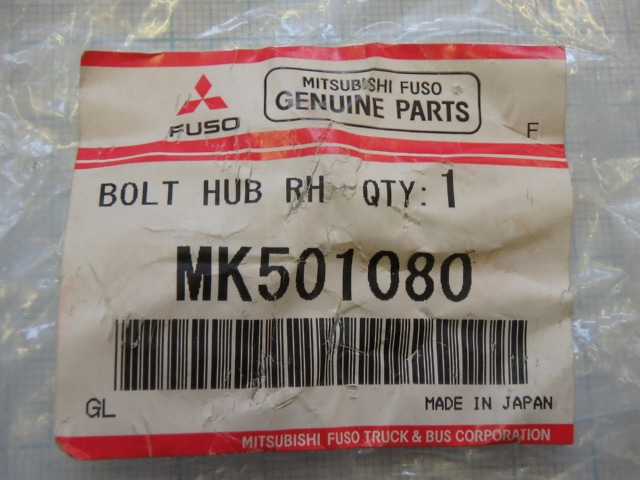 MITSUBISHI FUSO
GENUINE PARTS
FUSO
F
BOLT HUB RH QTY: 1
MK501080
GL
MADE IN JAPAN
MITSUBISHI FUSO TRUCK & BUS CORPORATION